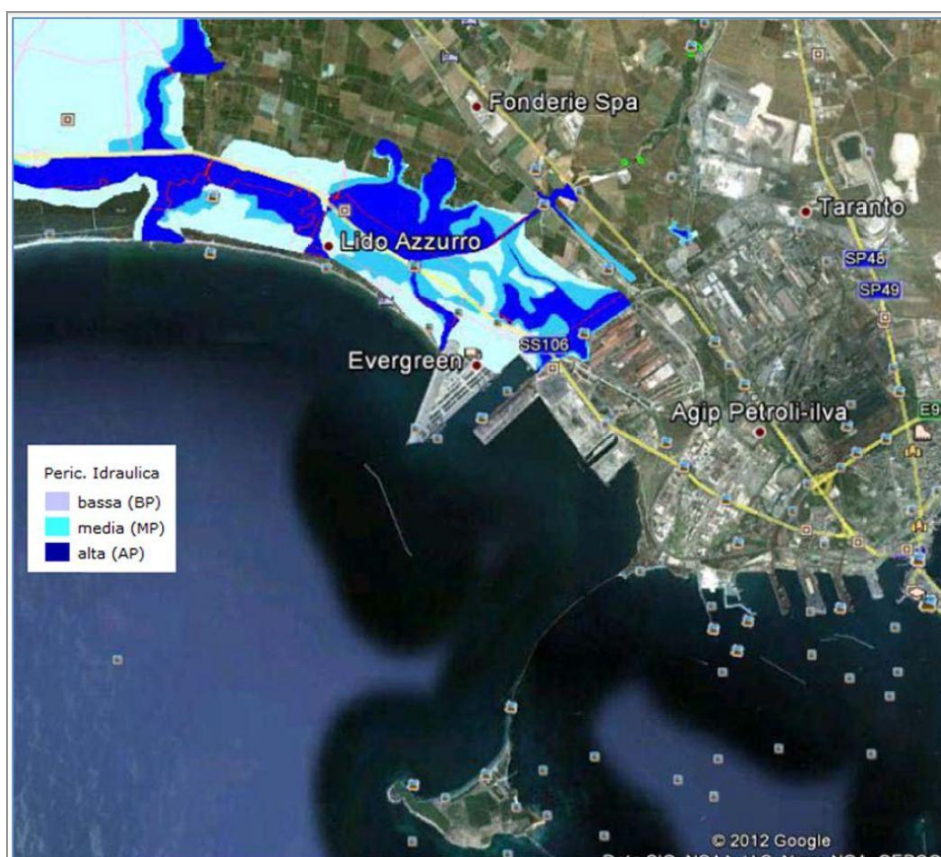 Fonderie Spa
Taranto
Lido Azzurro
SP48
SP49
SS106
Evergreen
Agip Petroli-ilva
E9
Peric. Idraulica
bassa (BP)
media (MP)
alta (AP)
© 2012 Google